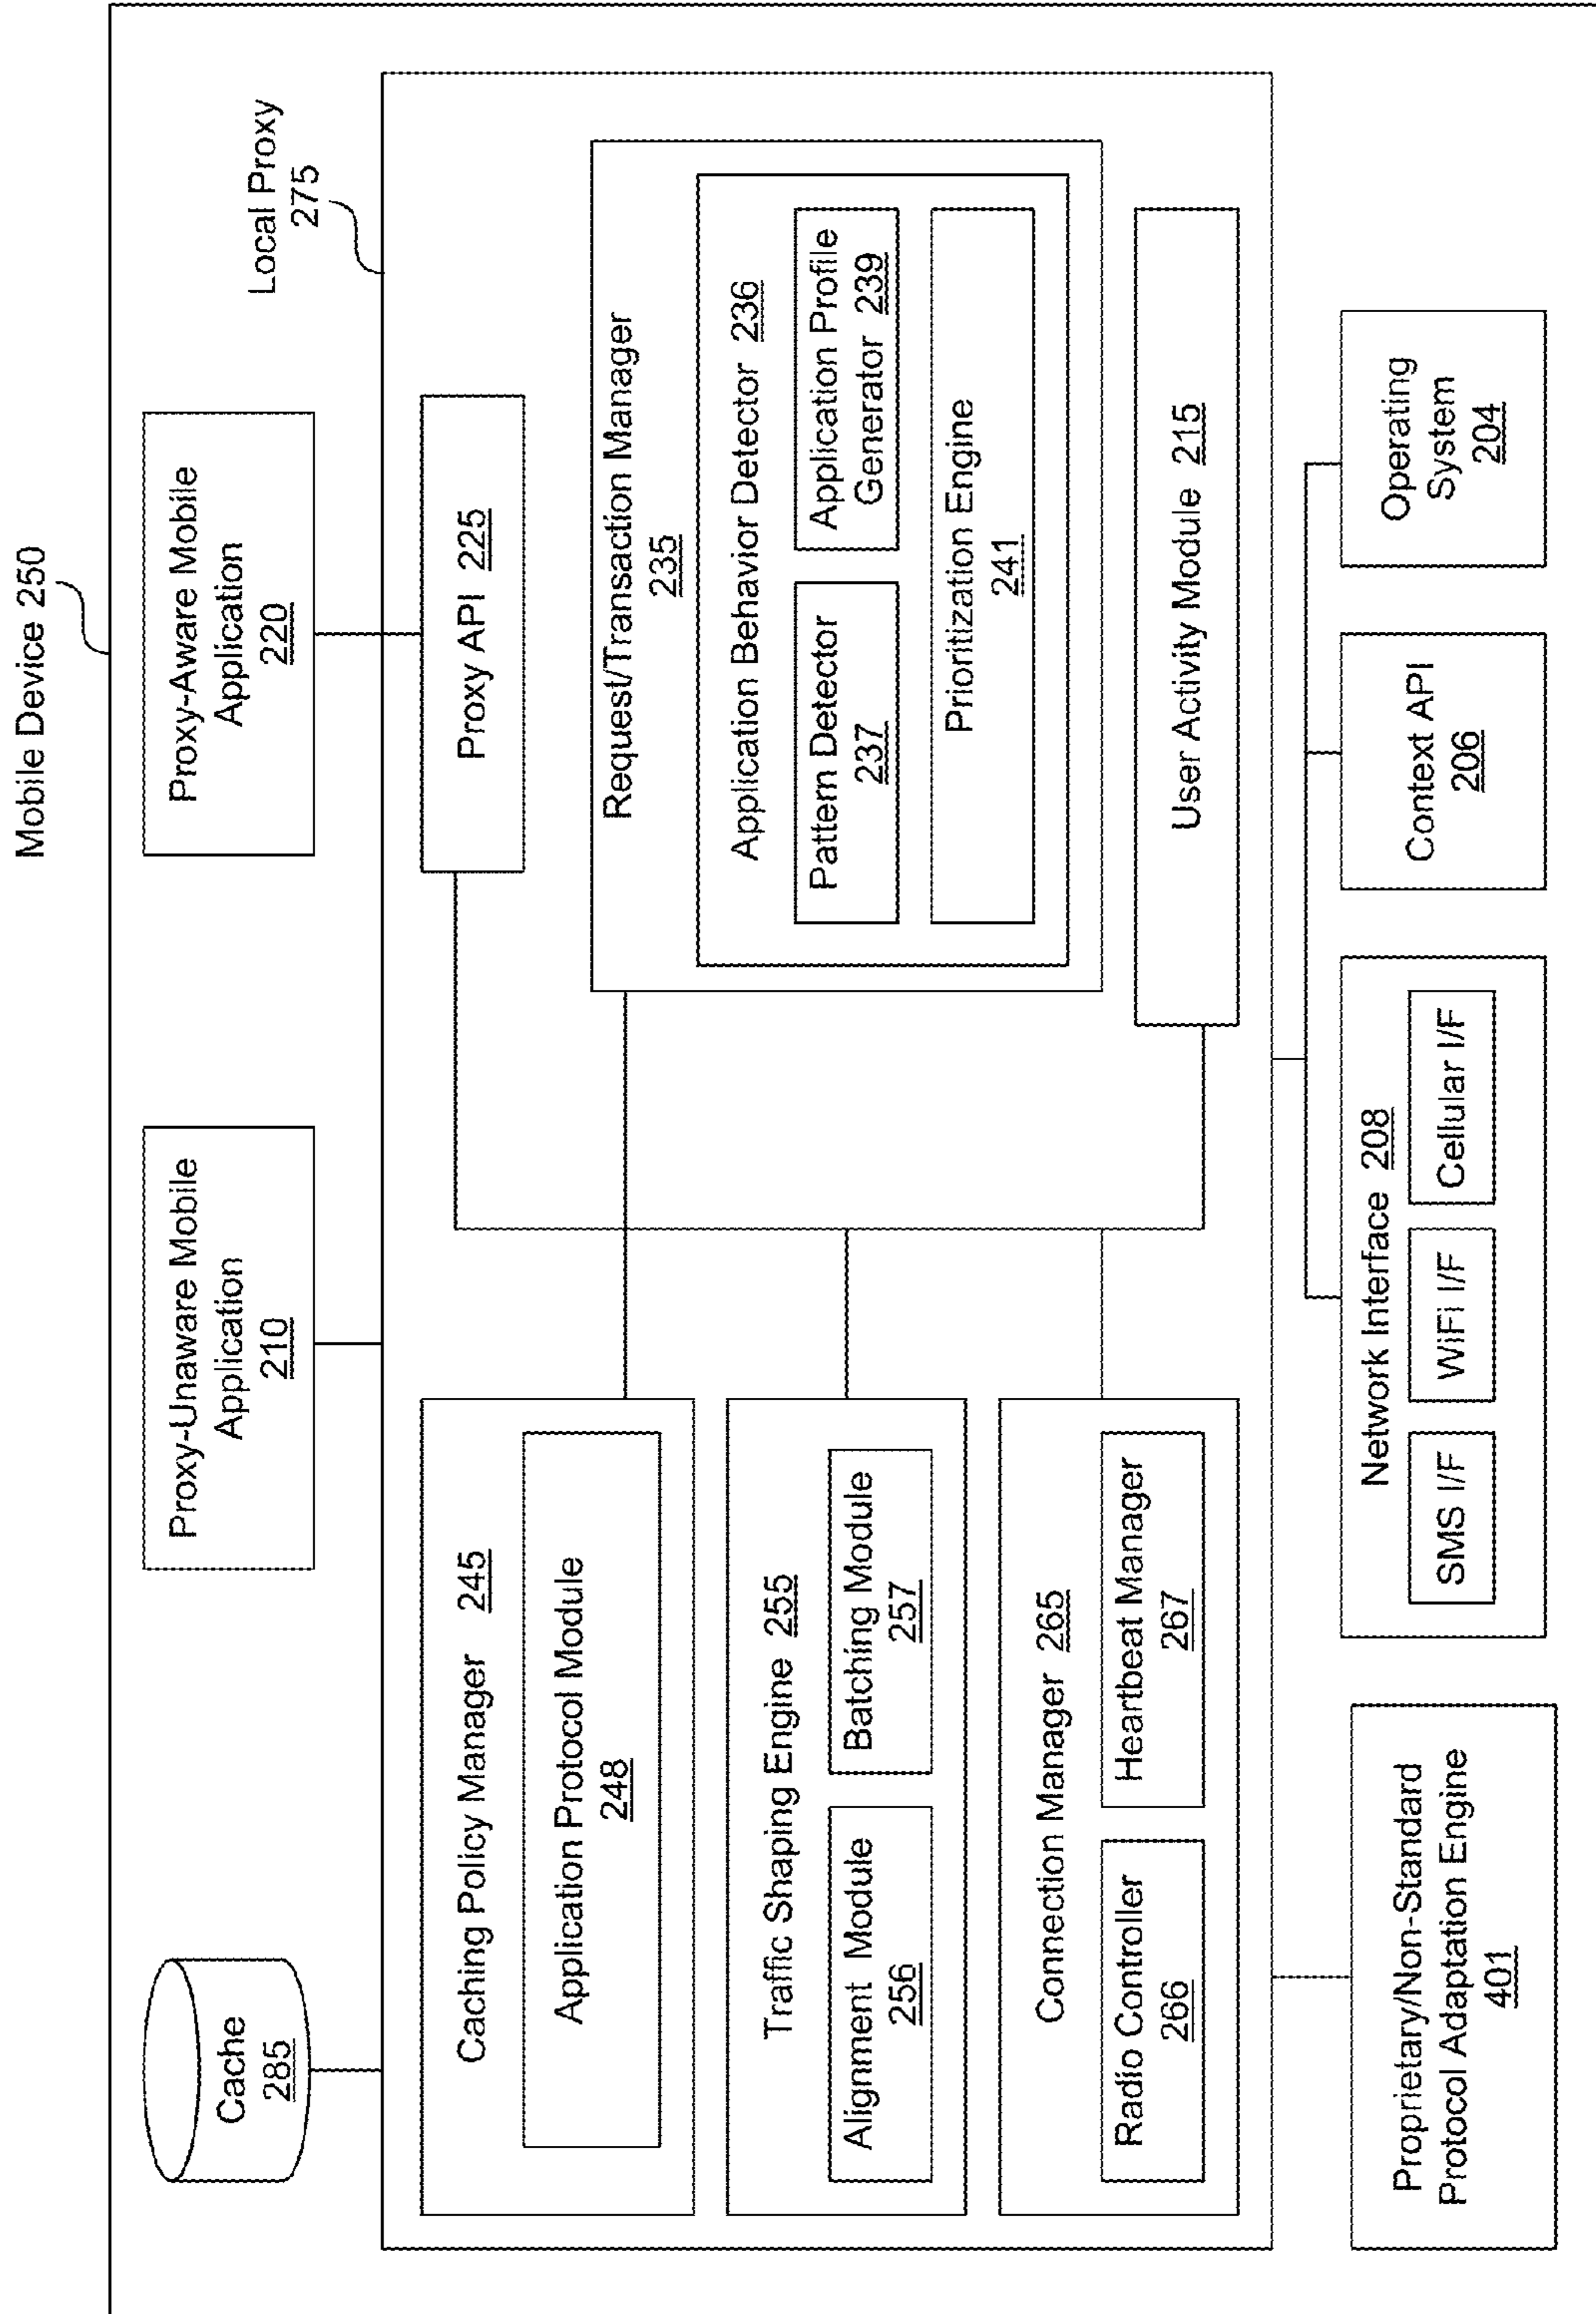 Mobile Device 250
Cache
285
Proxy-Unaware Mobile
Application
210
Proxy-Aware Mobile
Application
220
Local Proxy
275
Caching Policy Manager 245
Application Protocol Module
248
Traffic Shaping Engine 255
Alignment Module
256
Batching Module
257
Connection Manager 265
Radio Controller
266
Heartbeat Manager
267
Proxy API 225
Request/Transaction Manager
235
Application Behavior Detector 236
Pattern Detector
237
Application Profile
Generator 239
Prioritization Engine
241
User Activity Module 215
Proprietary/Non-Standard
Protocol Adaptation Engine
401
Network Interface 208
SMS I/F
WiFi I/F
Cellular I/F
Context API
206
Operating
System
204